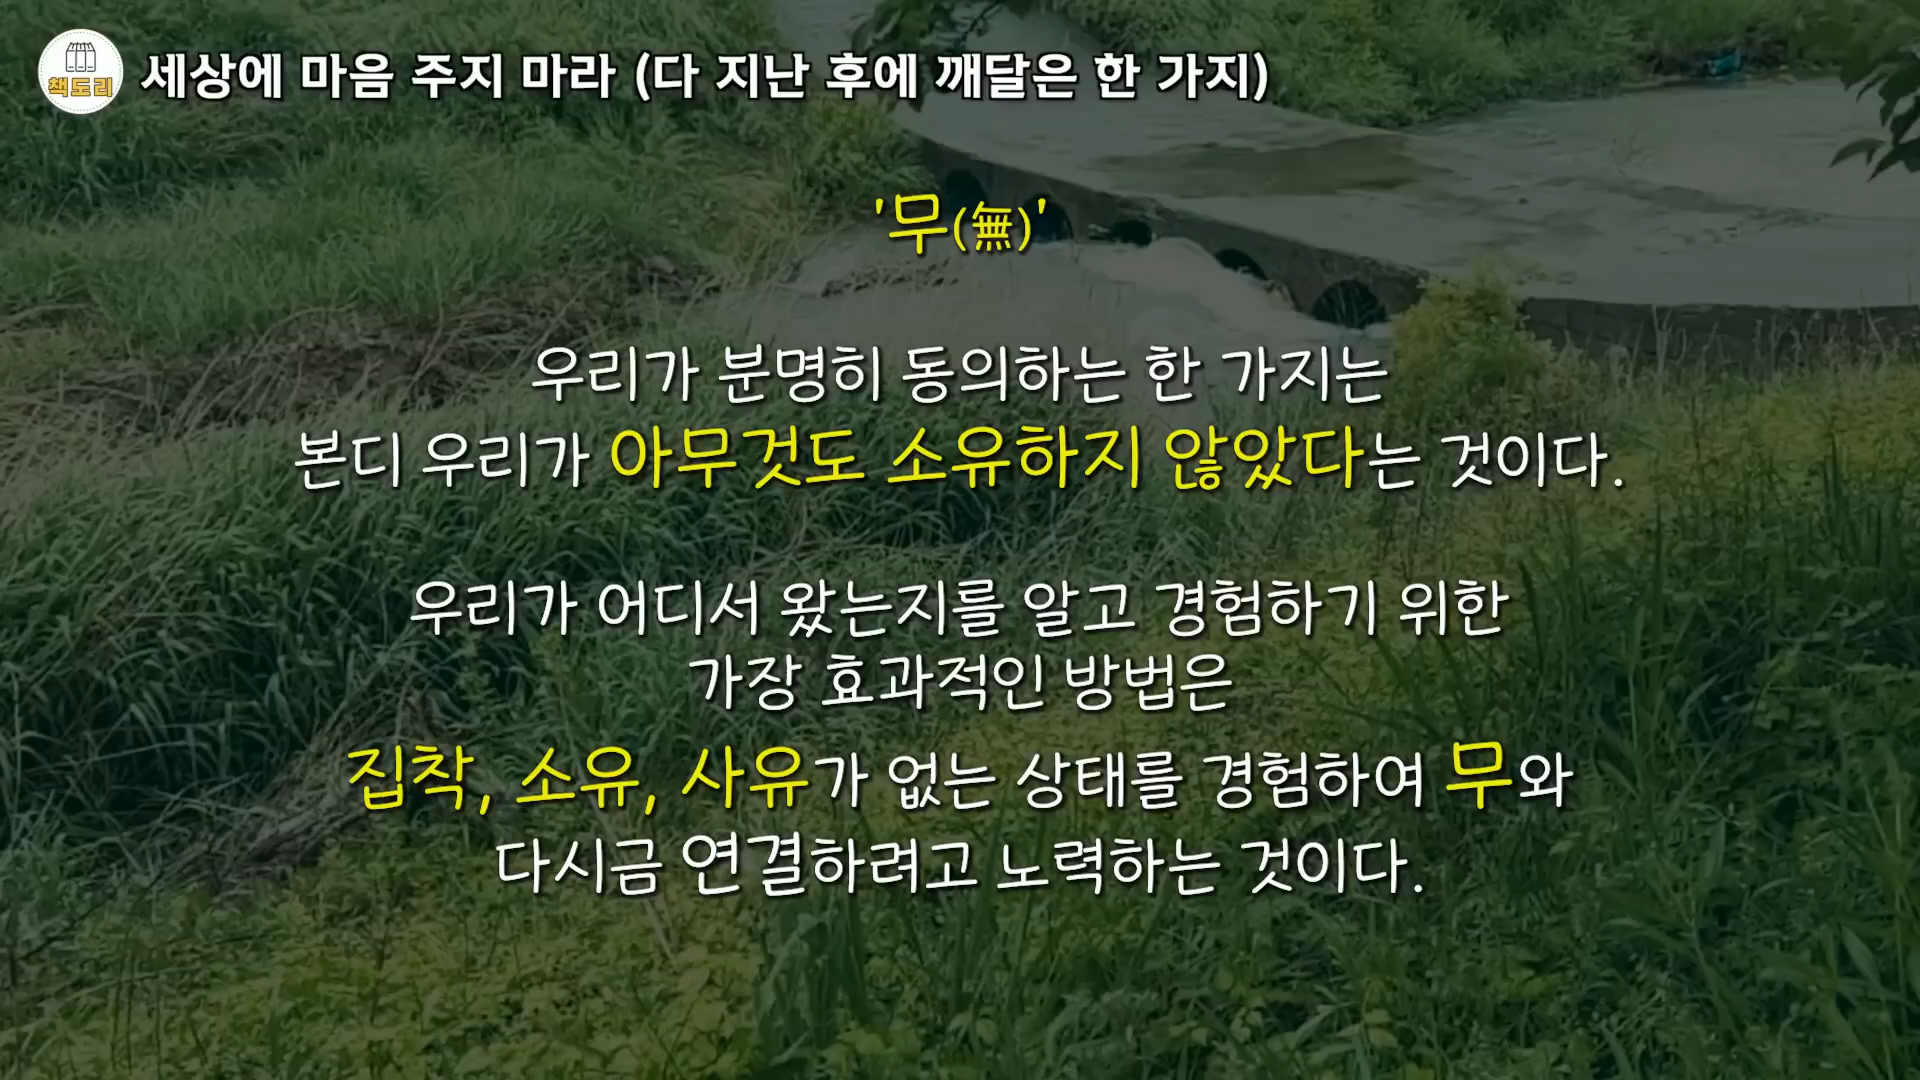 책도리
세상에 마음 주지 마라 (다 지난 후에 깨달은 한 가지)
'무(無)'
우리가 분명히 동의하는 한 가지는
본디 우리가 아무것도 소유하지 않았다는 것이다.
우리가 어디서 왔는지를 알고 경험하기 위한
가장 효과적인 방법은
집착, 소유, 사유가 없는 상태를 경험하여 무와
다시금 연결하려고 노력하는 것이다.